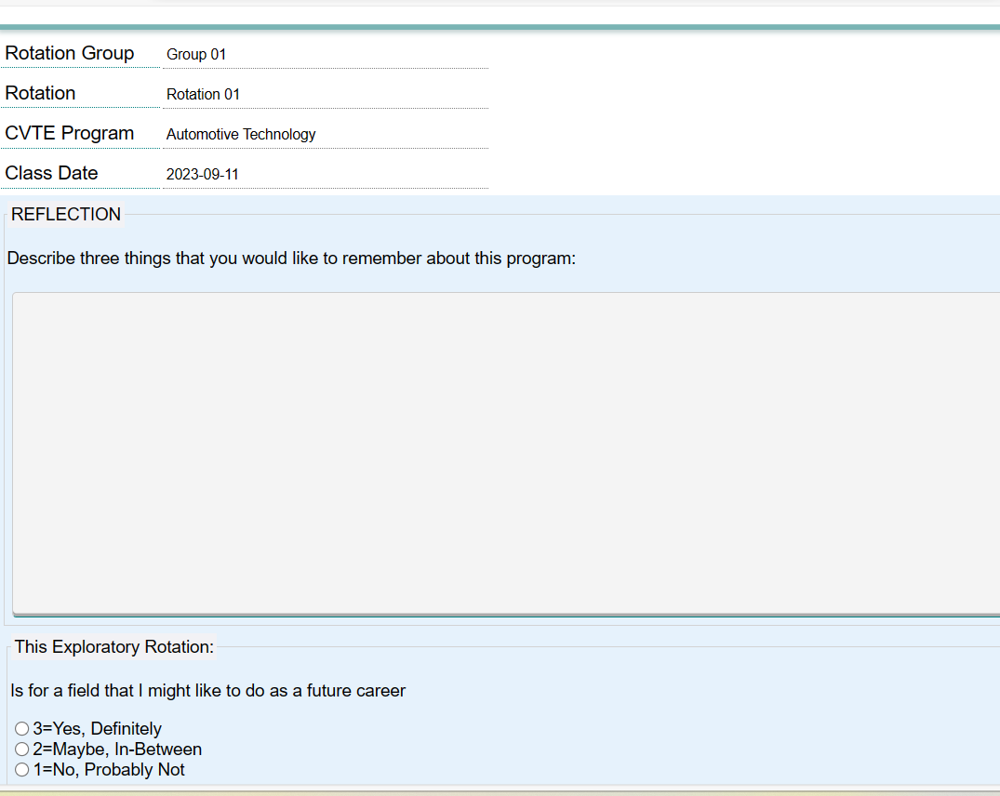 Rotation Group Group 01
Rotation Rotation 01
CVTE Program Automotive Technology
Class Date 2023-09-11
REFLECTION
Describe three things that you would like to remember about this program:
This Exploratory Rotation:
Is for a field that I might like to do as a future career
3=Yes, Definitely
2=Maybe, In-Between
1=No, Probably Not